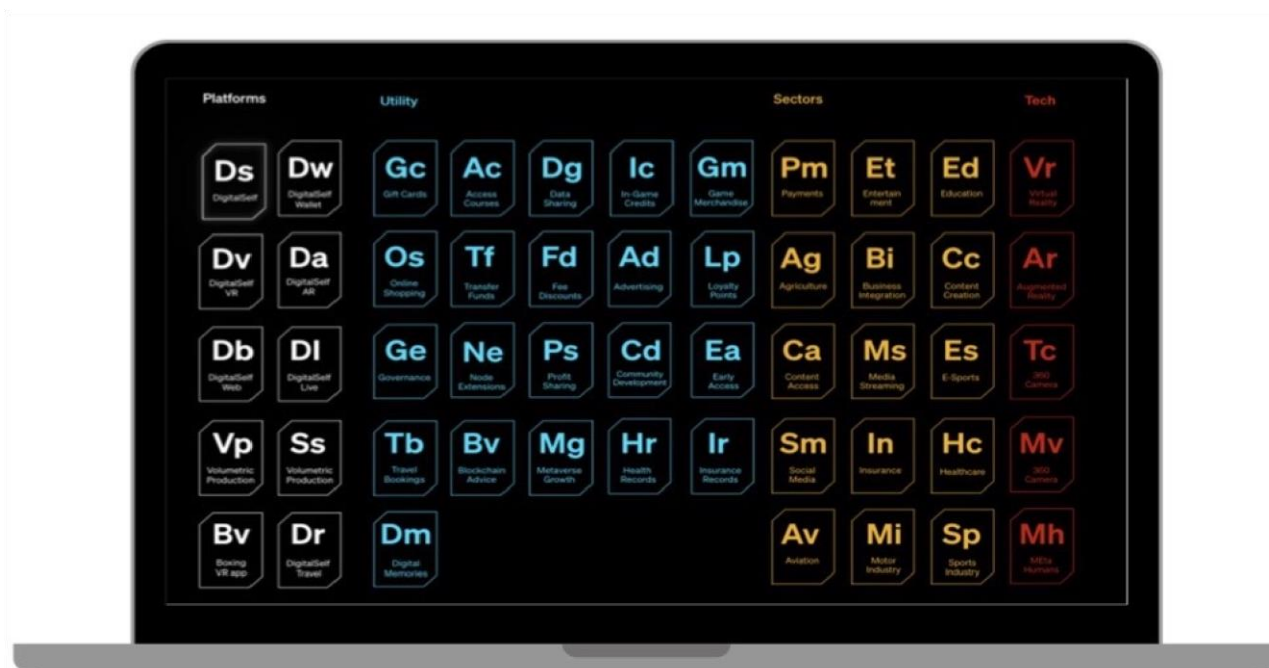 Platforms Utility Sectors Tech
Ds Dw Gc Ac Dg Ic Gm Pm Et Ed Vr
DigitalSelf DigitalSelf Gift Cards Access Data In-Game Game Payments Entertain Education Virtual
Wallet Courses Sharing Credits Merchandise ment Reality
Dv Da Os Tf Fd Ad Lp Ag Bi Cc Ar
DigitalSelf DigitalSelf Online Transfer Fee Advertising Loyalty Agriculture Business Content Augmented
VR AR Shopping Funds Discounts Points Integration Creation Reality
Db Dl Ge Ne Ps Cd Ea Ca Ms Es Tc
DigitalSelf DigitalSelf Governance Node Profit Community Early Content Media E-Sports 360
Web Live Extensions Sharing Development Access Access Streaming Camera
Vp Ss Tb Bv Mg Hr Ir Sm In Hc Mv
Volumetric Volumetric Travel Blockchain Metaverse Health Insurance Social Insurance Healthcare 360
Production Production Bookings Advice Growth Records Records Media Camera
Bv Dr Dm Av Mi Sp Mh
Boxing DigitalSelf Digital Aviation Motor Sports MEta
VR app Travel Memories Industry Industry Humans